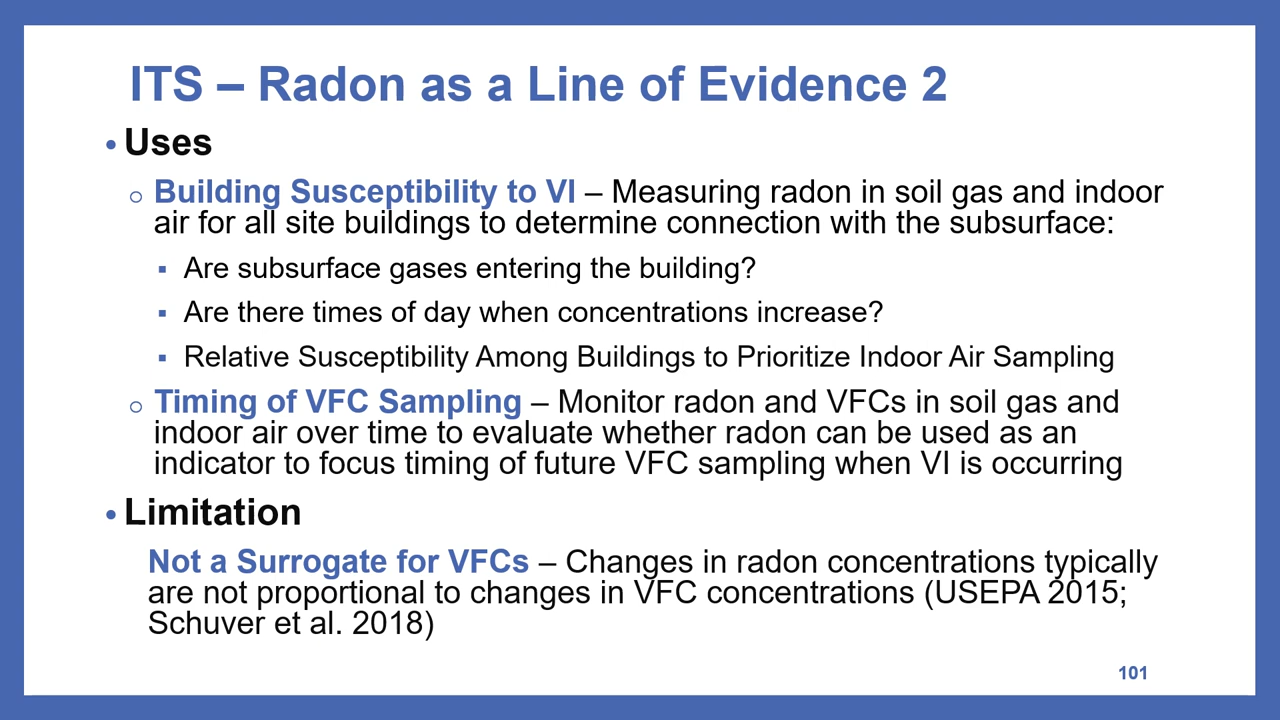 ITS – Radon as a Line of Evidence 2
• Uses
o Building Susceptibility to VI – Measuring radon in soil gas and indoor
air for all site buildings to determine connection with the subsurface:
▪ Are subsurface gases entering the building?
▪ Are there times of day when concentrations increase?
▪ Relative Susceptibility Among Buildings to Prioritize Indoor Air Sampling
o Timing of VFC Sampling – Monitor radon and VFCs in soil gas and
indoor air over time to evaluate whether radon can be used as an
indicator to focus timing of future VFC sampling when VI is occurring
• Limitation
Not a Surrogate for VFCs – Changes in radon concentrations typically
are not proportional to changes in VFC concentrations (USEPA 2015;
Schuver et al. 2018)
101